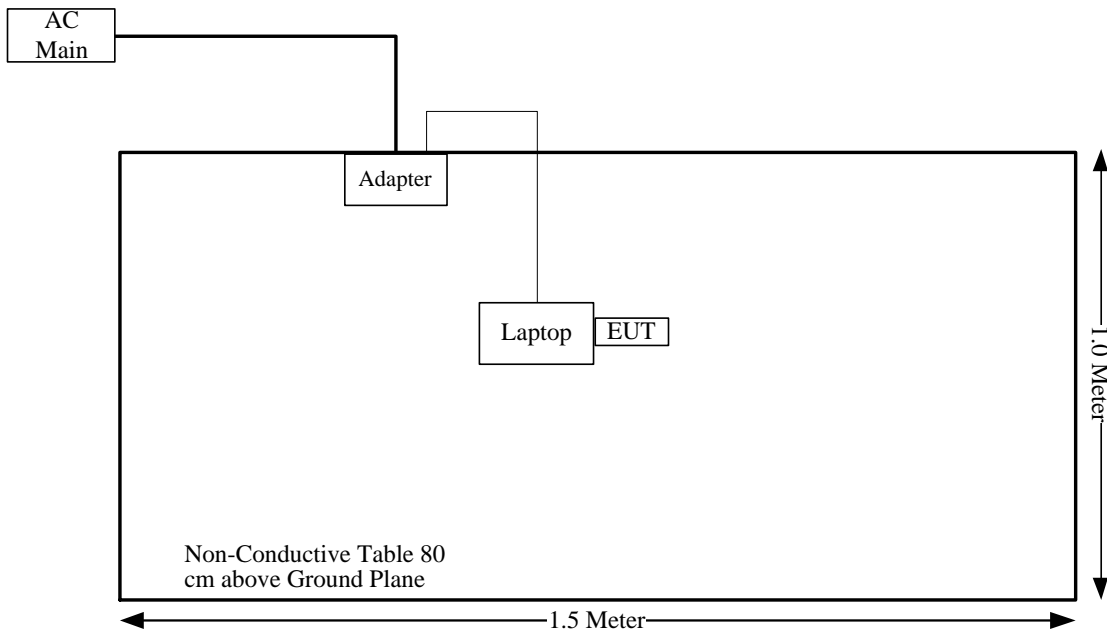 AC
Main
Adapter
Laptop
EUT
1.0 Meter
Non-Conductive Table 80
cm above Ground Plane
1.5 Meter